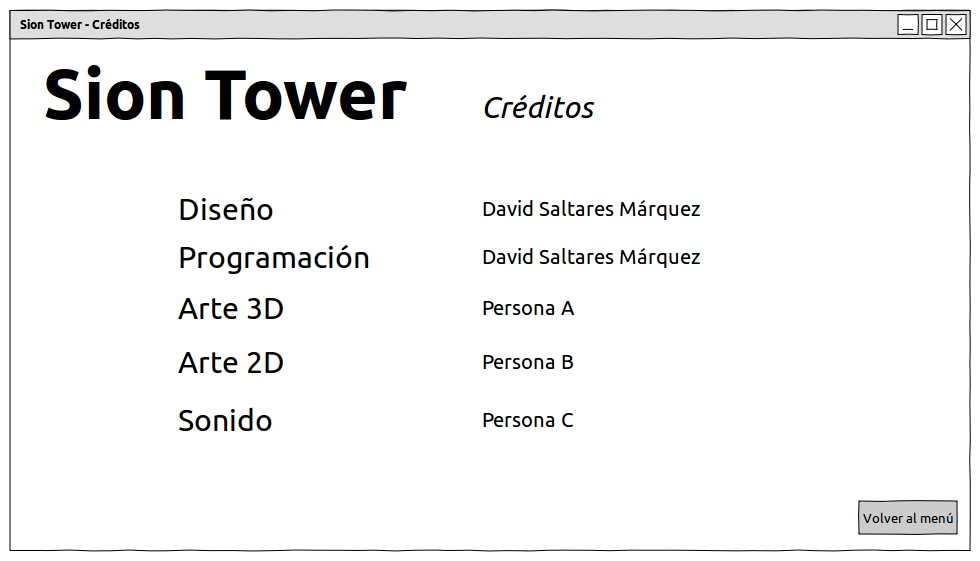 Sion Tower - Créditos
Sion Tower Créditos
Diseño David Saltares Márquez
Programación David Saltares Márquez
Arte 3D Persona A
Arte 2D Persona B
Sonido Persona C
Volver al menú